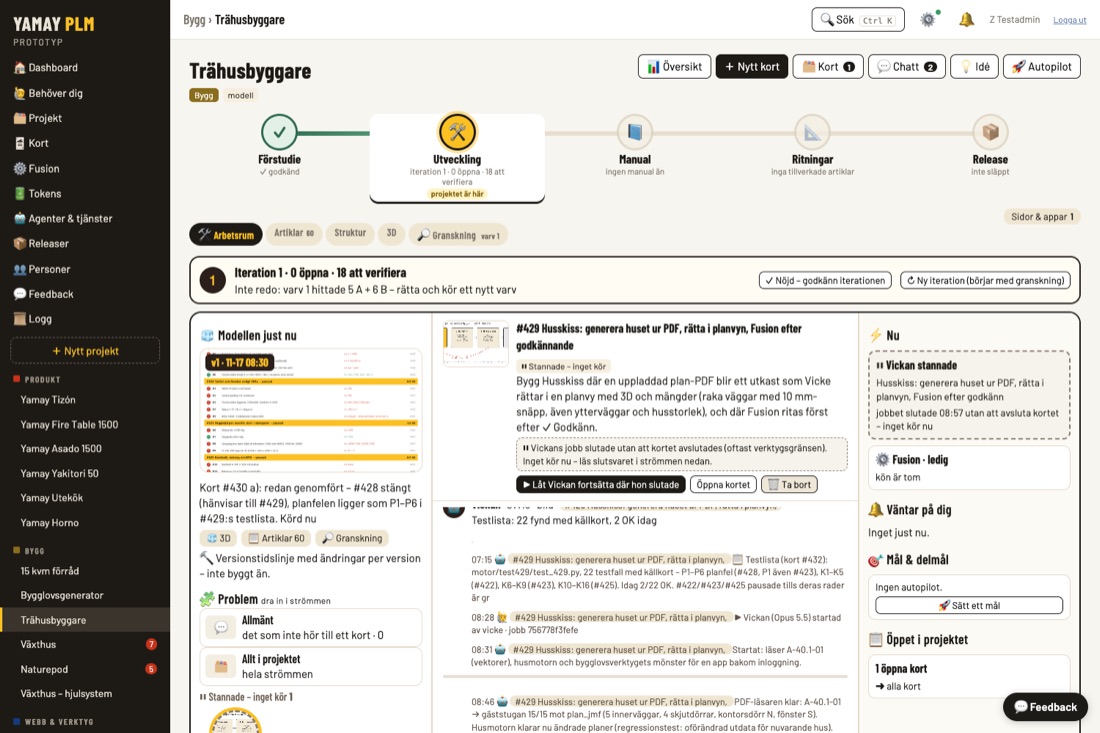 YAMAY PLM
PROTOTYP
Dashboard
Behöver dig
Projekt
Kort
Fusion
Tokens
Agenter & tjänster
Releaser
Personer
Feedback
Logg
+ Nytt projekt
PRODUKT
Yamay Tizón
Yamay Fire Table 1500
Yamay Asado 1500
Yamay Yakitori 50
Yamay Utekök
Yamay Horno
BYGG
15 kvm förråd
Bygglovsgenerator
Trähusbyggare
Växthus 7
Naturepod 5
Växthus – hjulsystem
WEBB & VERKTYG
Bygg › Trähusbyggare
Sök Ctrl K
Z Testadmin
Logga ut
Trähusbyggare
Bygg modell
Översikt
+ Nytt kort
Kort 1
Chatt 2
Idé
Autopilot
Förstudie
✓ godkänd
Utveckling
iteration 1 · 0 öppna · 18 att
verifiera
projektet är här
Manual
ingen manual än
Ritningar
inga tillverkade artiklar
Release
inte släppt
Sidor & appar 1
Arbetsrum
Artiklar 60
Struktur
3D
Granskning varv 1
1
Iteration 1 · 0 öppna · 18 att verifiera
Inte redo: varv 1 hittade 5 A + 6 B – rätta och kör ett nytt varv
✓ Nöjd – godkänn iterationen
↻ Ny iteration (börjar med granskning)
Modellen just nu
v1 · 11-17 08:30
Kort #430 a): redan genomfört – #428 stängt
(hänvisar till #429), planfelen ligger som P1–P6 i
#429:s testlista. Körd nu
3D
Artiklar 60
Granskning
Versionstidslinje med ändringar per version
– inte byggt än.
Problem dra in i strömmen
Allmänt
det som inte hör till ett kort · 0
Allt i projektet
hela strömmen
Stannade – inget kör 1
#429 Husskiss: generera huset ur PDF, rätta i planvyn, Fusion efter
godkännande
Stannade – inget kör
Bygg Husskiss där en uppladdad plan-PDF blir ett utkast som Vicke
rättar i en planvy med 3D och mängder (raka väggar med 10 mm-
snäpp, även ytterväggar och husstorlek), och där Fusion ritas först
efter ✓ Godkänn.
Vickans jobb slutade utan att kortet avslutades (oftast verktygsgränsen).
Inget kör nu – läs slutsvaret i strömmen nedan.
▶ Låt Vickan fortsätta där hon slutade
Öppna kortet
Ta bort
Testlista: 22 fynd med källkort, 2 OK idag
07:15 #429 Husskiss: generera huset ur PDF, rätta i planvyn, Testlista (kort #432):
motor/test429/test_429.py, 22 testfall med källkort – P1–P6 planfel (#428, P1 även #423), K1–K5
(#422), K6–K9 (#423), K10–K16 (#425). Idag 2/22 OK. #422/#423/#425 pausade tills deras rader
är gr
08:28 #429 Husskiss: generera huset ur PDF, rätta i planvyn, ▶ Vickan (Opus 5.5) startad
av vicke · jobb 756778f3fefe
08:31 #429 Husskiss: generera huset ur PDF, rätta i planvyn, Startat: läser A-40.1-01
(vektorer), husmotorn och bygglovsverktygets mönster för en app bakom inloggning.
08:46 #429 Husskiss: generera huset ur PDF, rätta i planvyn, PDF-läsaren klar: A-40.1-01
→ gäststugan 15/15 mot plan_jmf (5 innerväggar, 4 skjutdörrar, kontorsdörr N, fönster S).
Husmotorn klarar nu ändrade planer (regressionstest: oförändrad utdata för nuvarande hus).
Nu
Vickan stannade
Husskiss: generera huset ur PDF, rätta i
planvyn, Fusion efter godkänn
jobbet slutade 08:57 utan att avsluta kortet
– inget kör nu
Fusion · ledig
kön är tom
Väntar på dig
Inget just nu.
Mål & delmål
Ingen autopilot.
Sätt ett mål
Öppet i projektet
1 öppna kort
➔ alla kort
Feedback